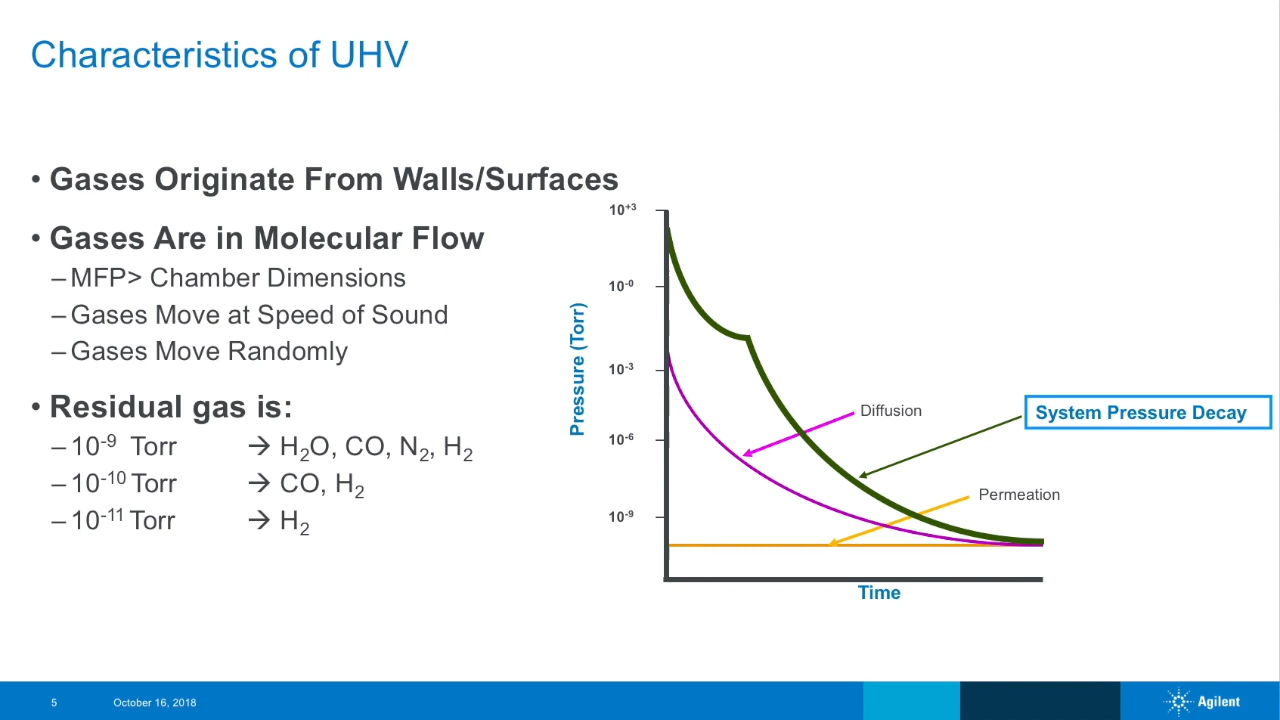 Characteristics of UHV
• Gases Originate From Walls/Surfaces
• Gases Are in Molecular Flow
– MFP> Chamber Dimensions
– Gases Move at Speed of Sound
– Gases Move Randomly
• Residual gas is:
– 10⁻⁹ Torr → H₂O, CO, N₂, H₂
– 10⁻¹⁰ Torr → CO, H₂
– 10⁻¹¹ Torr → H₂
Pressure (Torr)
10⁺³
10⁻⁰
10⁻³
10⁻⁶
10⁻⁹
Diffusion
System Pressure Decay
Permeation
Time
5 October 16, 2018
Agilent